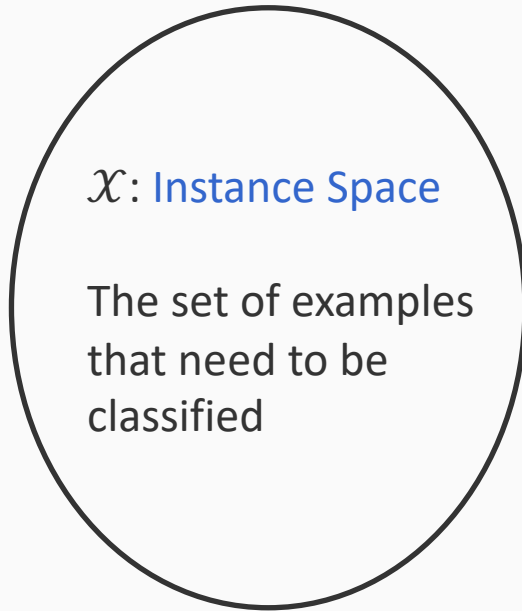 𝒳: Instance Space
The set of examples
that need to be
classified